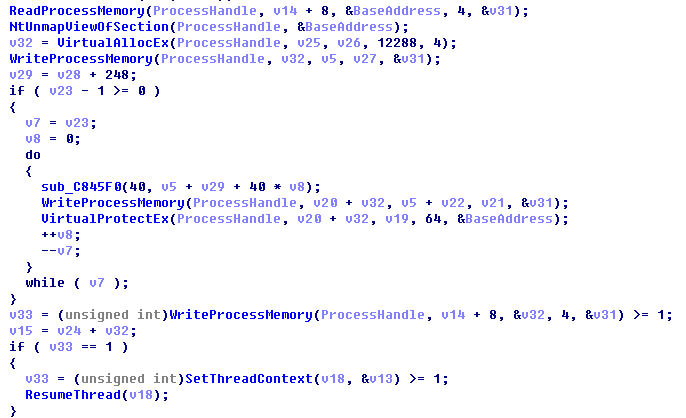 ReadProcessMemory(ProcessHandle, v14 + 8, &BaseAddress, 4, &v31);
NtUnmapViewOfSection(ProcessHandle, &BaseAddress);
v32 = VirtualAllocEx(ProcessHandle, v25, v26, 12288, 4);
WriteProcessMemory(ProcessHandle, v32, v5, v27, &v31);
v29 = v28 + 248;
if ( v23 - 1 >= 0 )
{
v7 = v23;
v8 = 0;
do
{
sub_C845F0(40, v5 + v29 + 40 * v8);
WriteProcessMemory(ProcessHandle, v20 + v32, v5 + v22, v21, &v31);
VirtualProtectEx(ProcessHandle, v20 + v32, v19, 64, &BaseAddress);
++v8;
--v7;
}
while ( v7 );
}
v33 = (unsigned int)WriteProcessMemory(ProcessHandle, v14 + 8, &v32, 4, &v31) >= 1;
v15 = v24 + v32;
if ( v33 == 1 )
{
v33 = (unsigned int)SetThreadContext(v18, &v13) >= 1;
ResumeThread(v18);
}